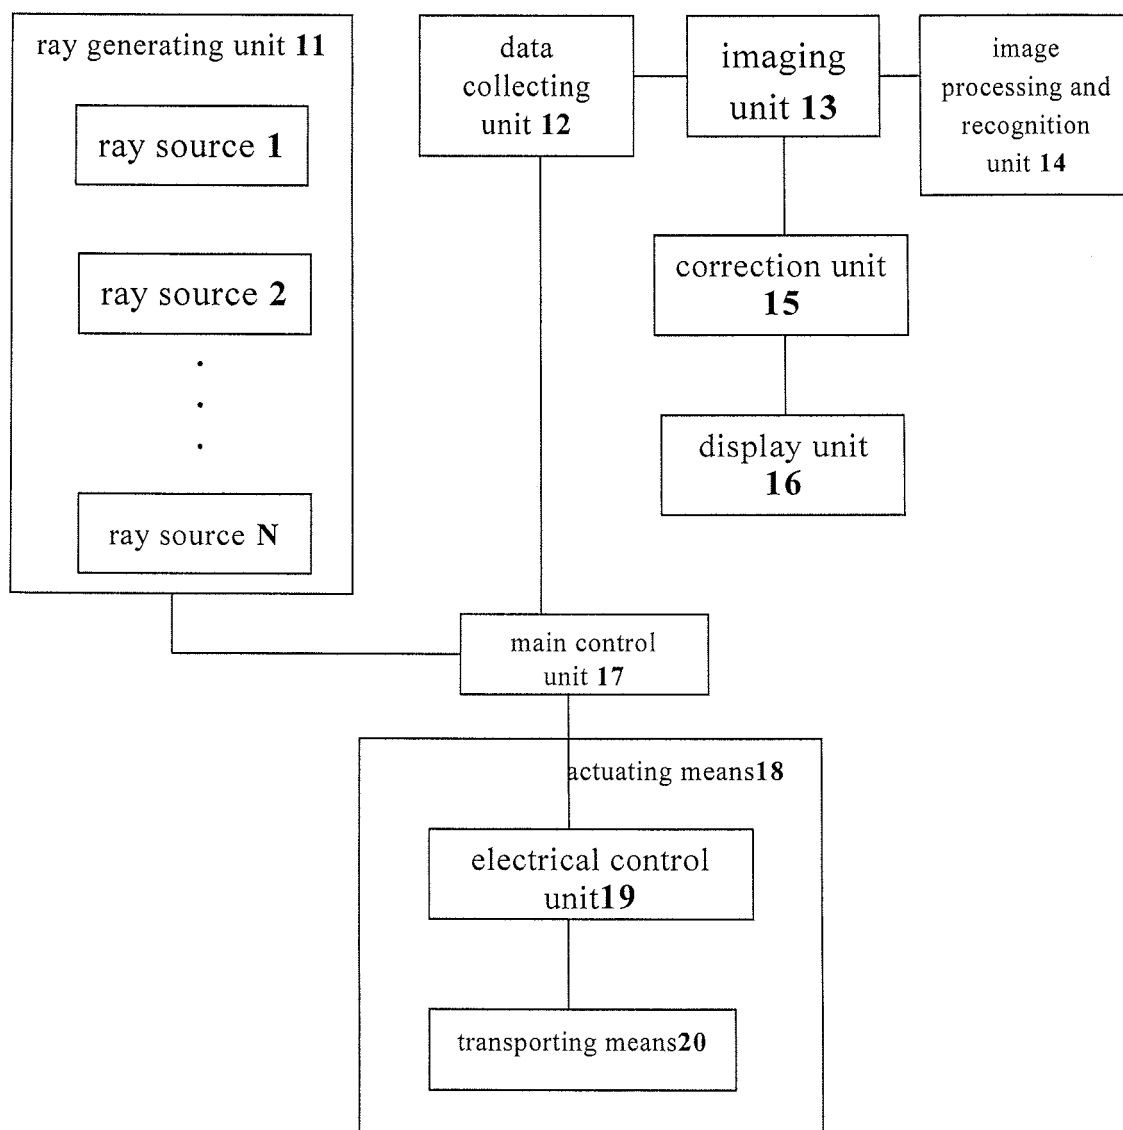 ray generating unit 11
ray source 1
ray source 2
ray source N
data
collecting
unit 12
imaging
unit 13
image
processing and
recognition
unit 14
correction unit
15
display unit
16
main control
unit 17
actuating means18
electrical control
unit19
transporting means20